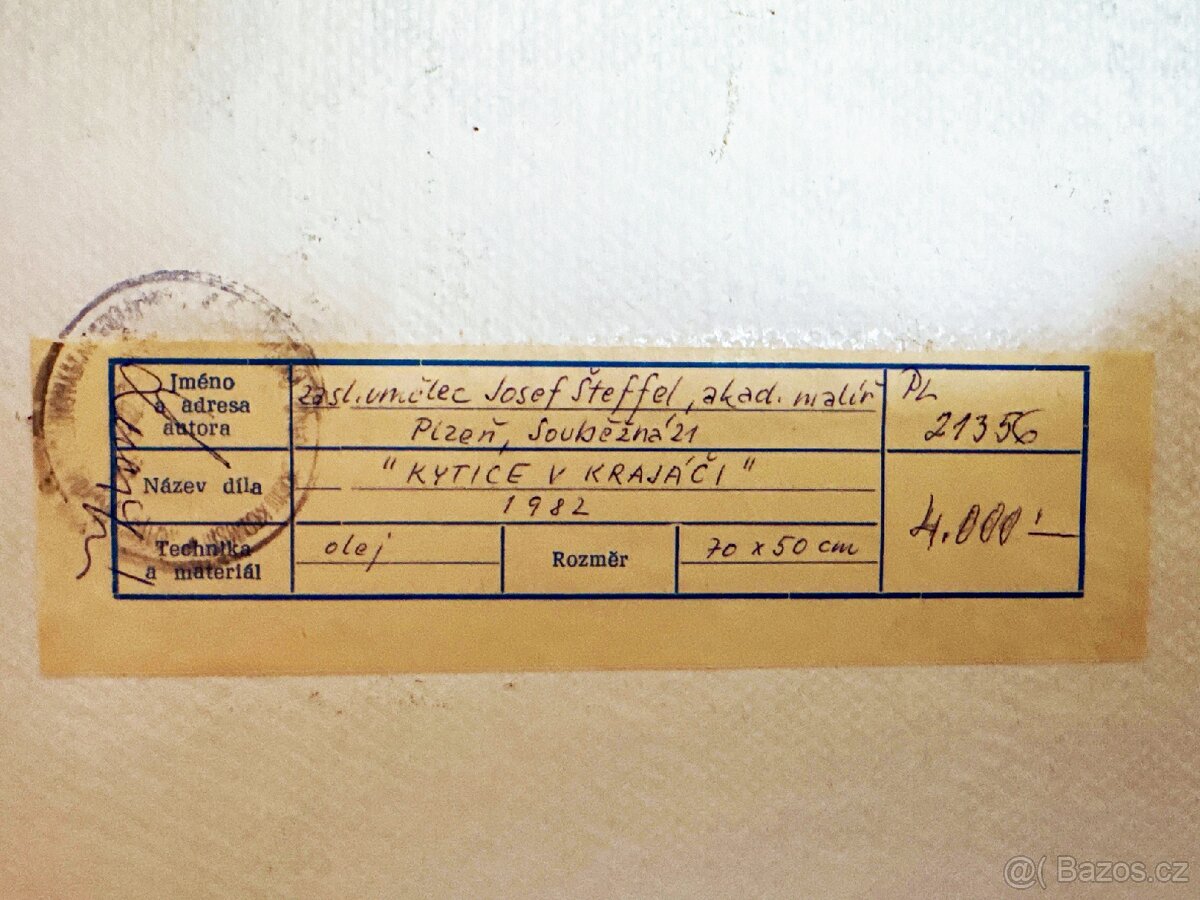 Jméno
a adresa
autora
zasl. umělec Josef Šteffel, akad. malíř
Plzeň, Souběžná 21
PL
21356
Název díla
"KYTICE V KRAJÁČI"
1982
4.000:—
Technika
a materiál
olej
Rozměr
70 x 50 cm
@( Bazos.cz